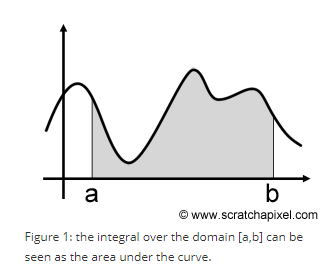 a b
© www.scratchapixel.com
Figure 1: the integral over the domain [a,b] can be
seen as the area under the curve.